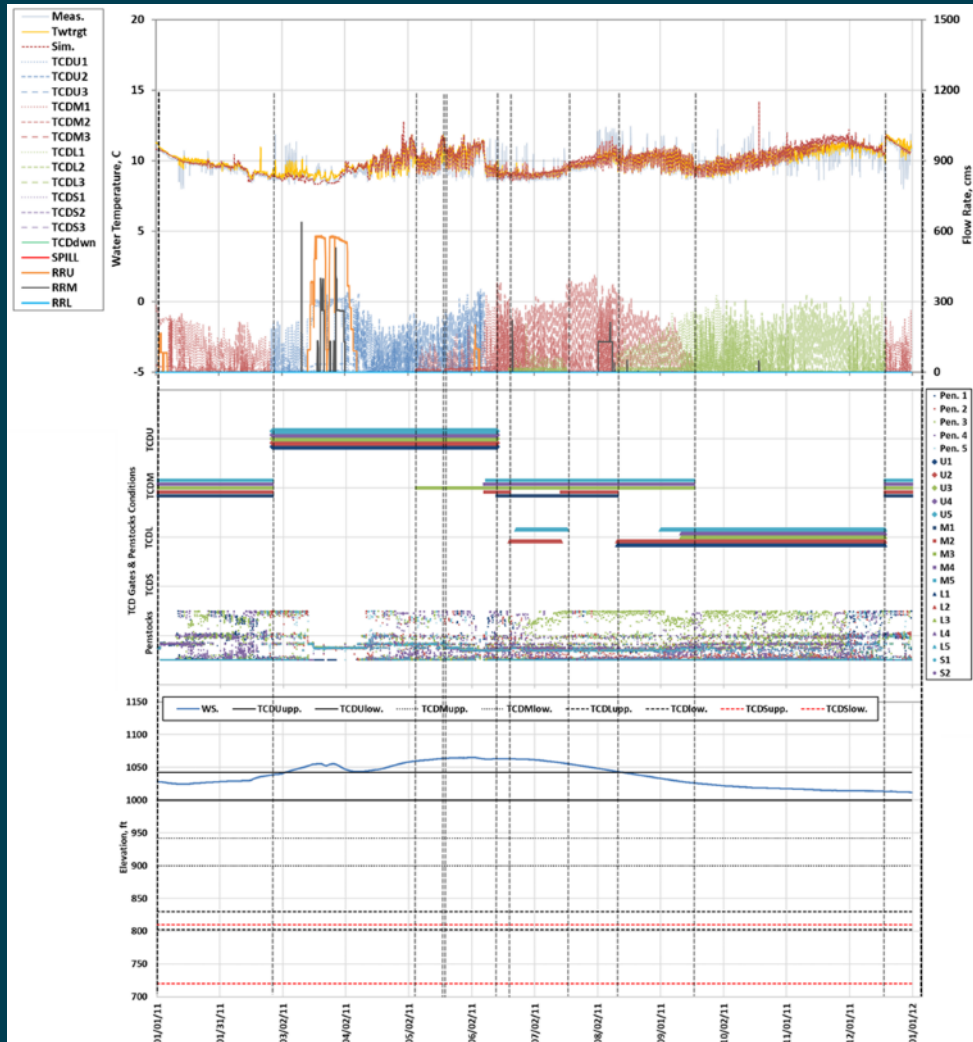 Meas.
Twtrgt
Sim.
TCDU1
TCDU2
TCDU3
TCDM1
TCDM2
TCDM3
TCDL1
TCDL2
TCDL3
TCDS1
TCDS2
TCDS3
TCDdwn
SPILL
RRU
RRM
RRL
Water Temperature, C
20
15
10
5
0
-5
Flow Rate, cms
1500
1200
900
600
300
0
TCD Gates & Penstocks Conditions
TCDU
TCDM
TCDL
TCDS
Penstocks
Pen. 1
Pen. 2
Pen. 3
Pen. 4
Pen. 5
U1
U2
U3
U4
U5
M1
M2
M3
M4
M5
L1
L2
L3
L4
L5
S1
S2
WS. TCDUupp. TCDUlow. TCDMupp. TCDMlow. TCDLupp. TCDlow. TCDSupp. TCDSlow.
Elevation, ft
1150
1100
1050
1000
950
900
850
800
750
700
01/01/11
01/31/11
03/02/11
04/02/11
05/02/11
06/02/11
07/02/11
08/02/11
09/01/11
10/02/11
11/01/11
12/02/11
01/01/12